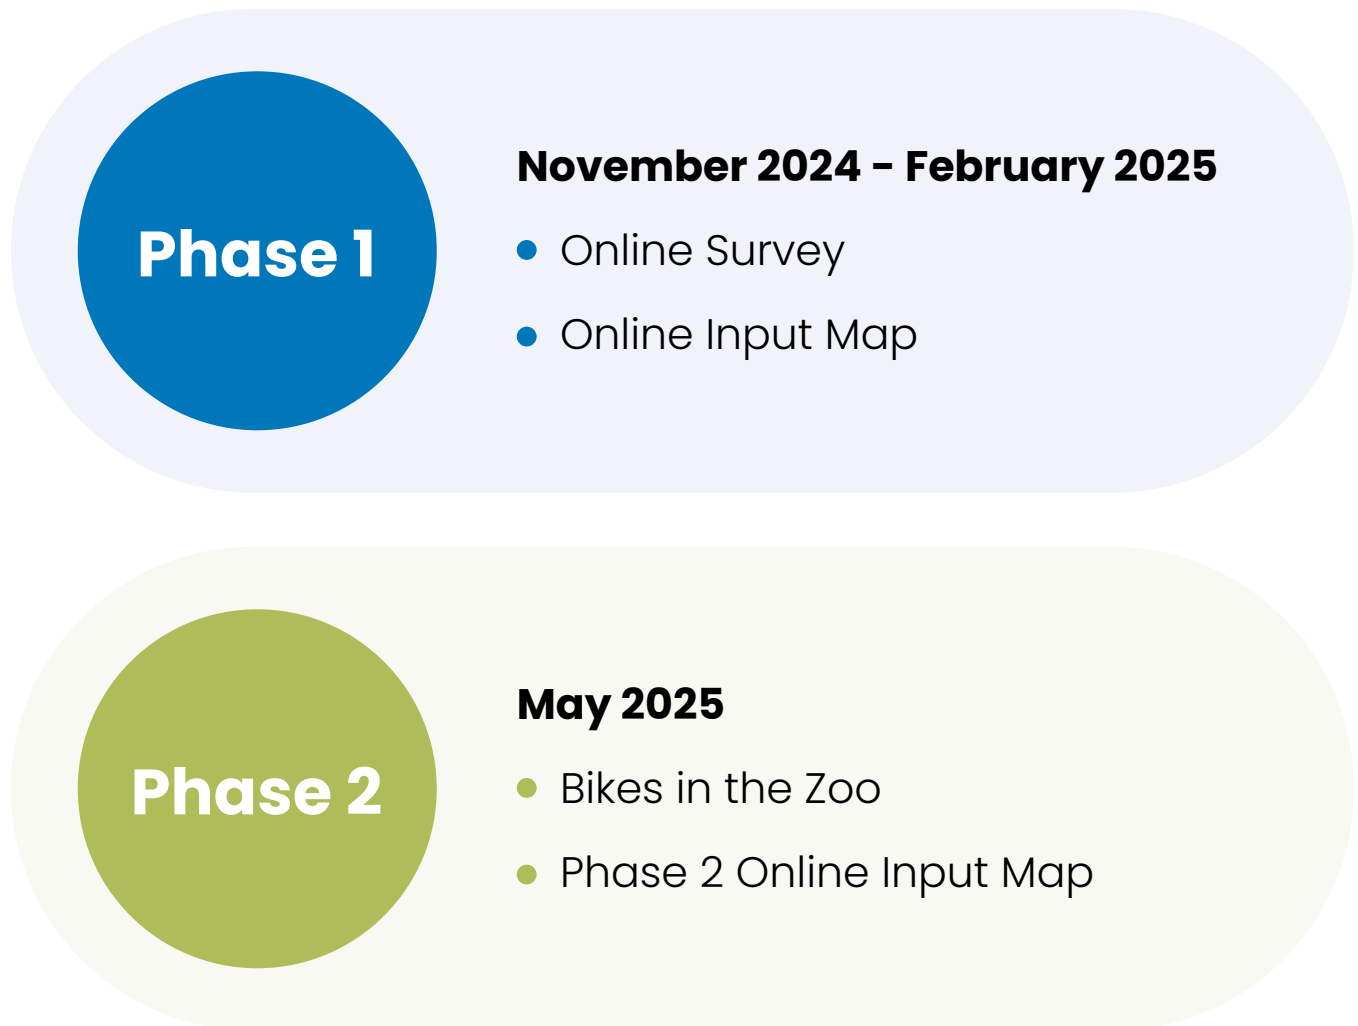 Phase 1
November 2024 - February 2025
Online Survey
Online Input Map
Phase 2
May 2025
Bikes in the Zoo
Phase 2 Online Input Map